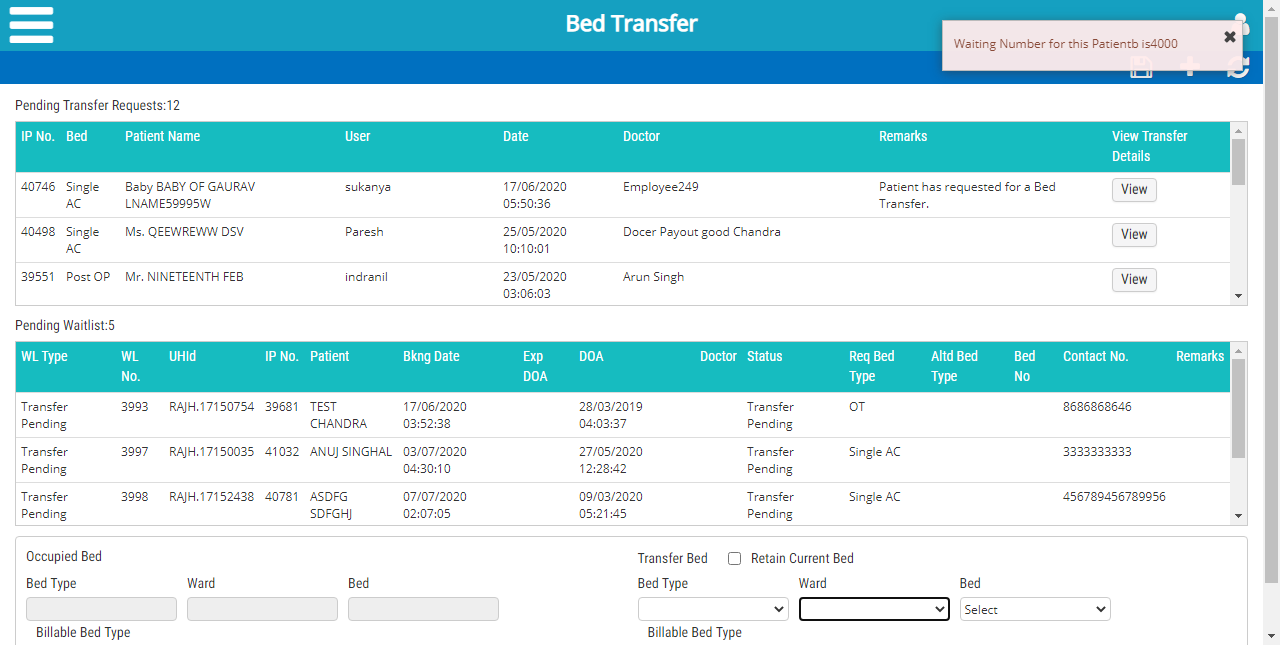 Bed Transfer
Waiting Number for this Patientb is4000
Pending Transfer Requests:12
IP No. Bed Patient Name User Date Doctor Remarks View Transfer
Details
40746 Single Baby BABY OF GAURAV sukanya 17/06/2020 Employee249 Patient has requested for a Bed View
AC LNAME59995W 05:50:36 Transfer.
40498 Single Ms. QEEWREWW DSV Paresh 25/05/2020 Docer Payout good Chandra View
AC 10:10:01
39551 Post OP Mr. NINETEENTH FEB indranil 23/05/2020 Arun Singh View
03:06:03
Pending Waitlist:5
WL Type WL UHId IP No. Patient Bkng Date Exp DOA Doctor Status Req Bed Altd Bed Bed Contact No. Remarks
No. DOA Type Type No
Transfer 3993 RAJH.17150754 39681 TEST 17/06/2020 28/03/2019 Transfer OT 8686868646
Pending CHANDRA 03:52:38 04:03:37 Pending
Transfer 3997 RAJH.17150035 41032 ANUJ SINGHAL 03/07/2020 27/05/2020 Transfer Single AC 3333333333
Pending 04:30:10 12:28:42 Pending
Transfer 3998 RAJH.17152438 40781 ASDFG 07/07/2020 09/03/2020 Transfer Single AC 456789456789956
Pending SDFGHJ 02:07:05 05:21:45 Pending
Occupied Bed Transfer Bed Retain Current Bed
Bed Type Ward Bed Bed Type Ward Bed
Select
Billable Bed Type Billable Bed Type